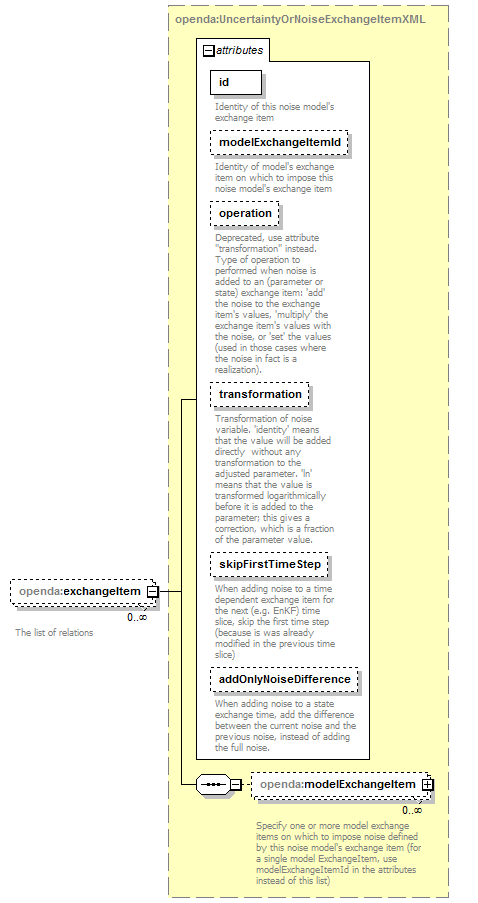 openda:UncertaintyOrNoiseExchangeItemXML
attributes
id
Identity of this noise model's
exchange item
modelExchangeItemId
Identity of model's exchange
item on which to impose this
noise model's exchange item
operation
Deprecated, use attribute
"transformation" instead.
Type of operation to
performed when noise is
added to an (parameter or
state) exchange item: 'add'
the noise to the exchange
item's values, 'multiply' the
exchange item's values with
the noise, or 'set' the values
(used in those cases where
the noise in fact is a
realization).
transformation
Transformation of noise
variable. 'identity' means
that the value will be added
directly  without any
transformation to the
adjusted parameter. 'ln'
means that the value is
transformed logarithmically
before it is added to the
parameter; this gives a
correction, which is a fraction
of the parameter value.
skipFirstTimeStep
When adding noise to a time
dependent exchange item for
the next (e.g. EnKF) time
slice, skip the first time step
(because is was already
modified in the previous time
slice)
addOnlyNoiseDifference
When adding noise to a state
exchange time, add the difference
between the current noise and the
previous noise, instead of adding
the full noise.
openda:exchangeItem
0..∞
The list of relations
openda:modelExchangeItem
0..∞
Specify one or more model exchange
items on which to impose noise defined
by this noise model's exchange item (for
a single model ExchangeItem, use
modelExchangeItemId in the attributes
instead of this list)